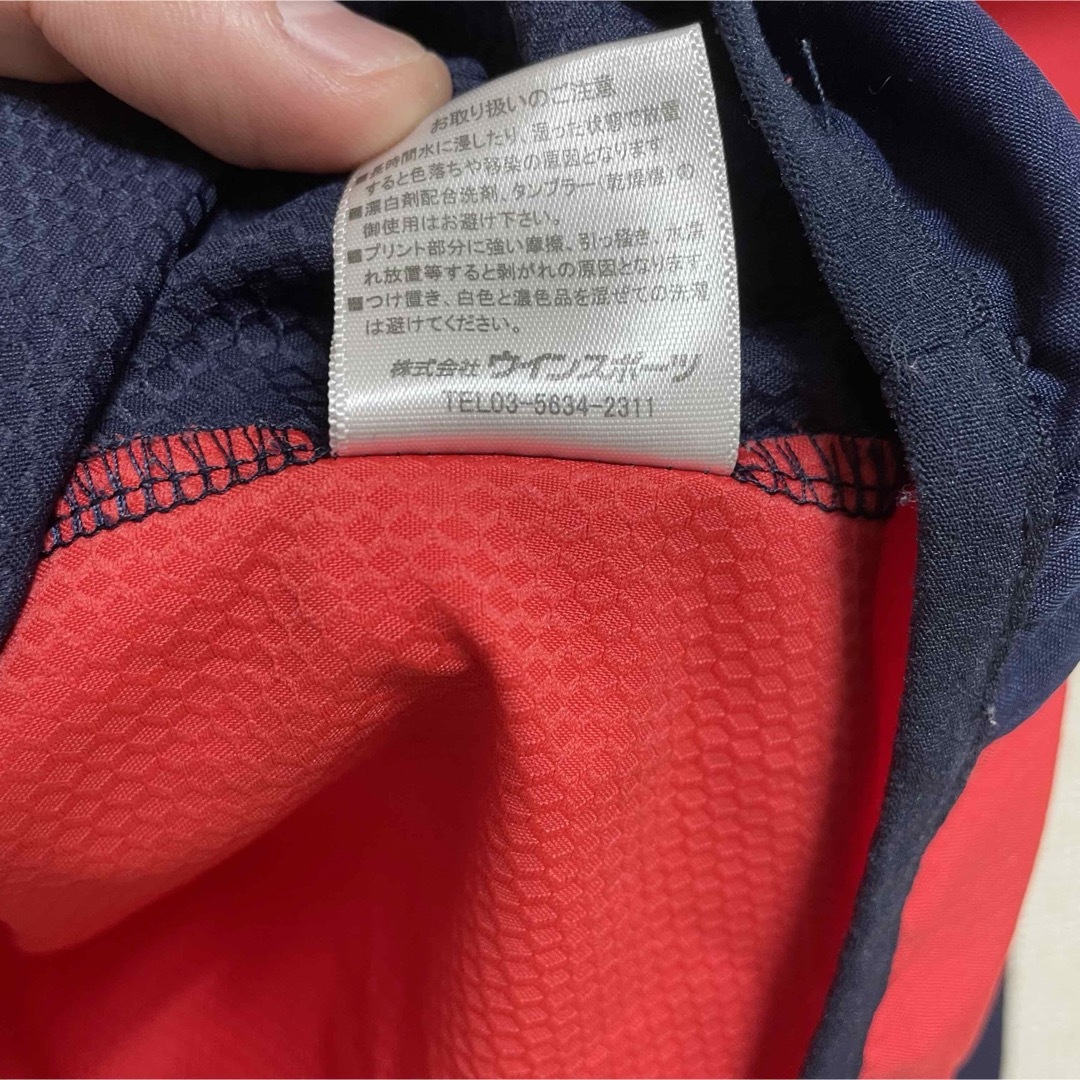 お取り扱いのご注意
■長時間水に浸したり、湿った状態で放置
すると色落ちや移染の原因となります
■漂白剤配合洗剤、タンブラー(乾燥機)の
御使用はお避け下さい。
■プリント部分に強い摩擦、引っ掻き、水濡
れ放置等すると剥がれの原因となります
■つけ置き、白色と濃色品を混ぜての洗濯
は避けてください。
株式会社 ウインスポーツ
TEL03-5634-2311